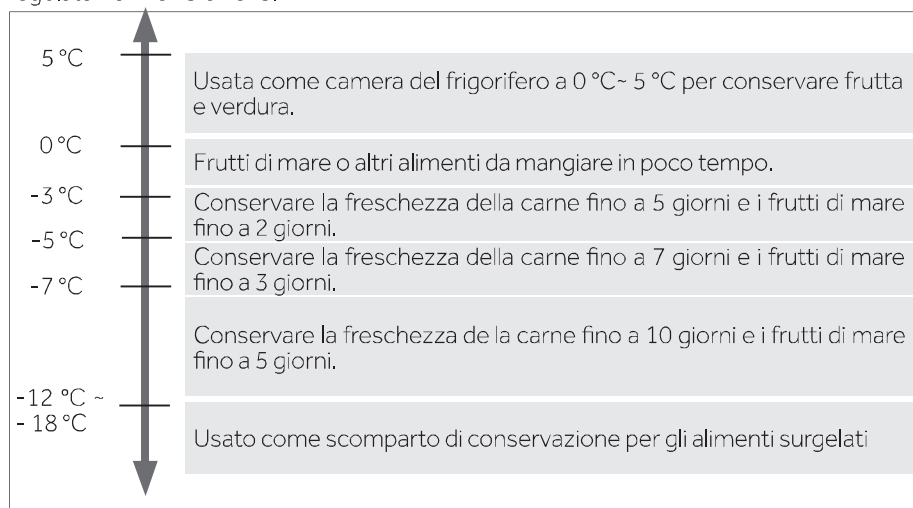 5 °C
Usata come camera del frigorifero a 0 °C~ 5 °C per conservare frutta
e verdura.
0 °C
Frutti di mare o altri alimenti da mangiare in poco tempo.
-3 °C
Conservare la freschezza della carne fino a 5 giorni e i frutti di mare
fino a 2 giorni.
-5 °C
Conservare la freschezza della carne fino a 7 giorni e i frutti di mare
fino a 3 giorni.
-7 °C
Conservare la freschezza de la carne fino a 10 giorni e i frutti di mare
fino a 5 giorni.
-12 °C ~
- 18 °C
Usato come scomparto di conservazione per gli alimenti surgelati